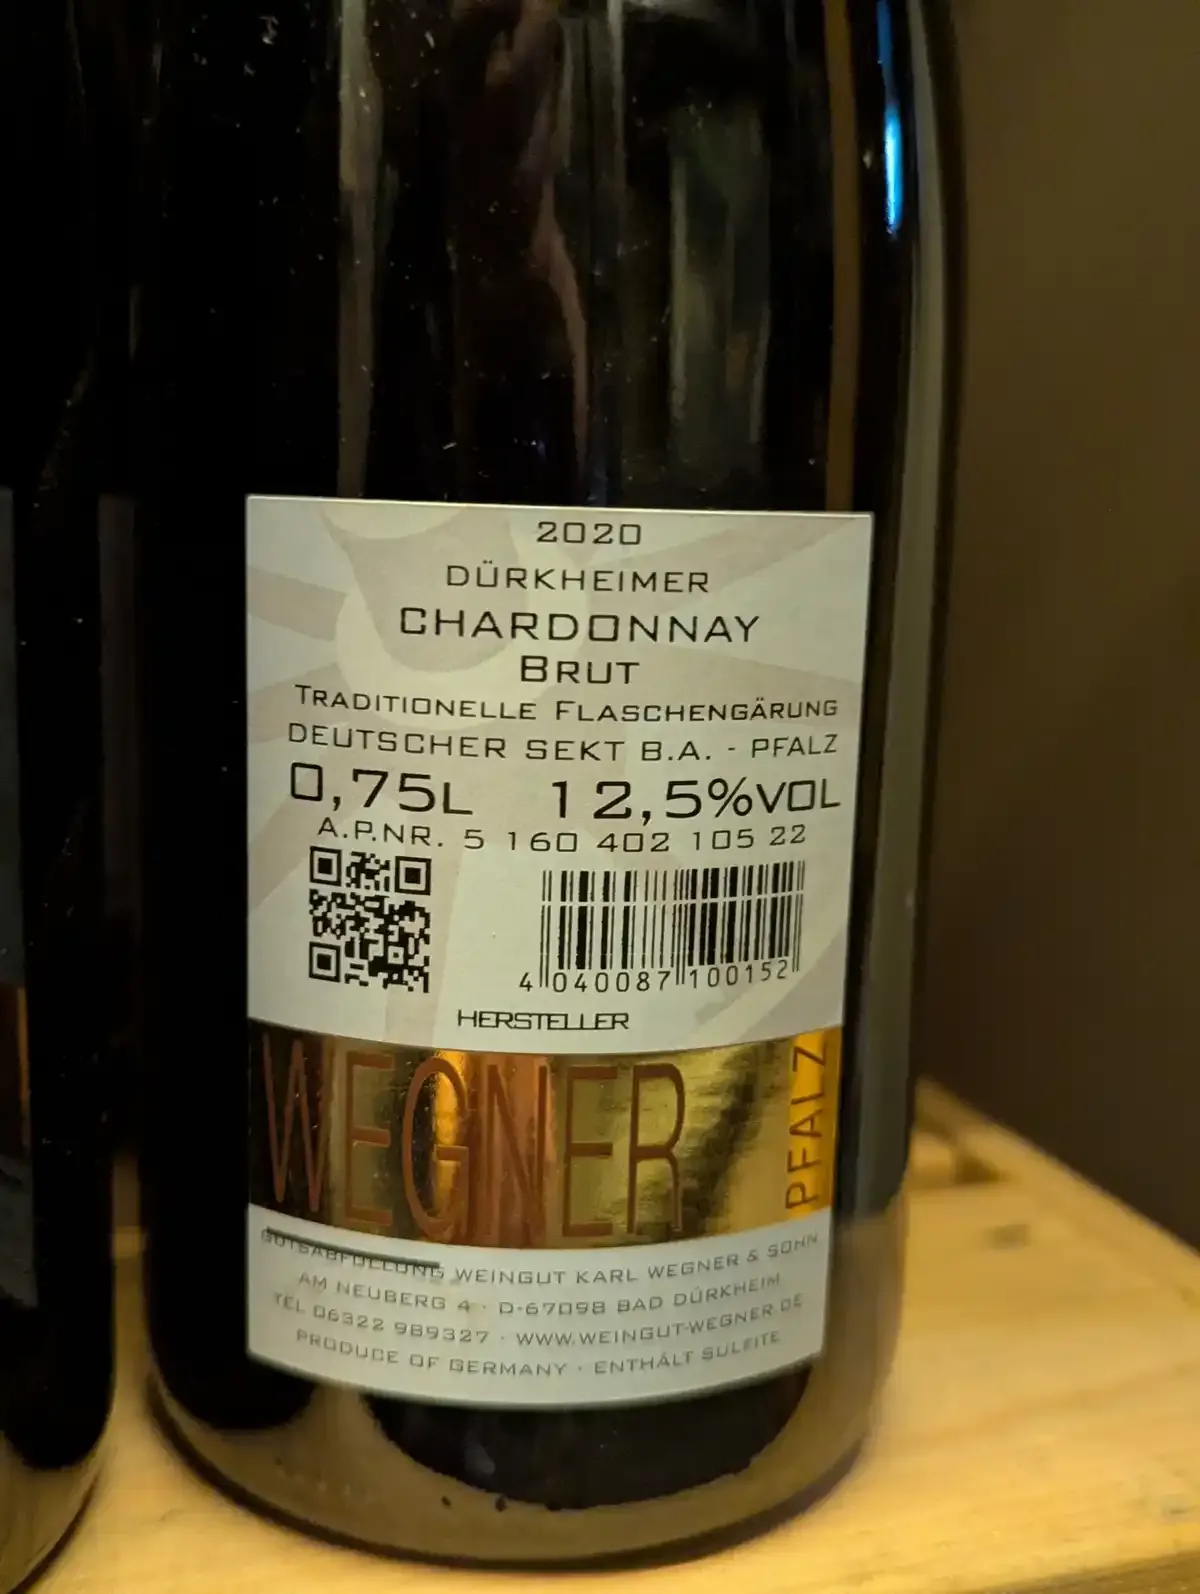 2020
DÜRKHEIMER
CHARDONNAY
BRUT
TRADITIONELLE FLASCHENGÄRUNG
DEUTSCHER SEKT B.A. - PFALZ
0,75L 12,5%VOL
A.P.NR. 5 160 402 105 22
4 040087 100152
HERSTELLER
WEGNER PFALZ
GUTSABFÜLLUNG WEINGUT KARL WEGNER & SOHN
AM NEUBERG 4 · D-67098 BAD DÜRKHEIM
TEL 06322 989327 · WWW.WEINGUT-WEGNER.DE
PRODUCE OF GERMANY · ENTHÄLT SULFITE